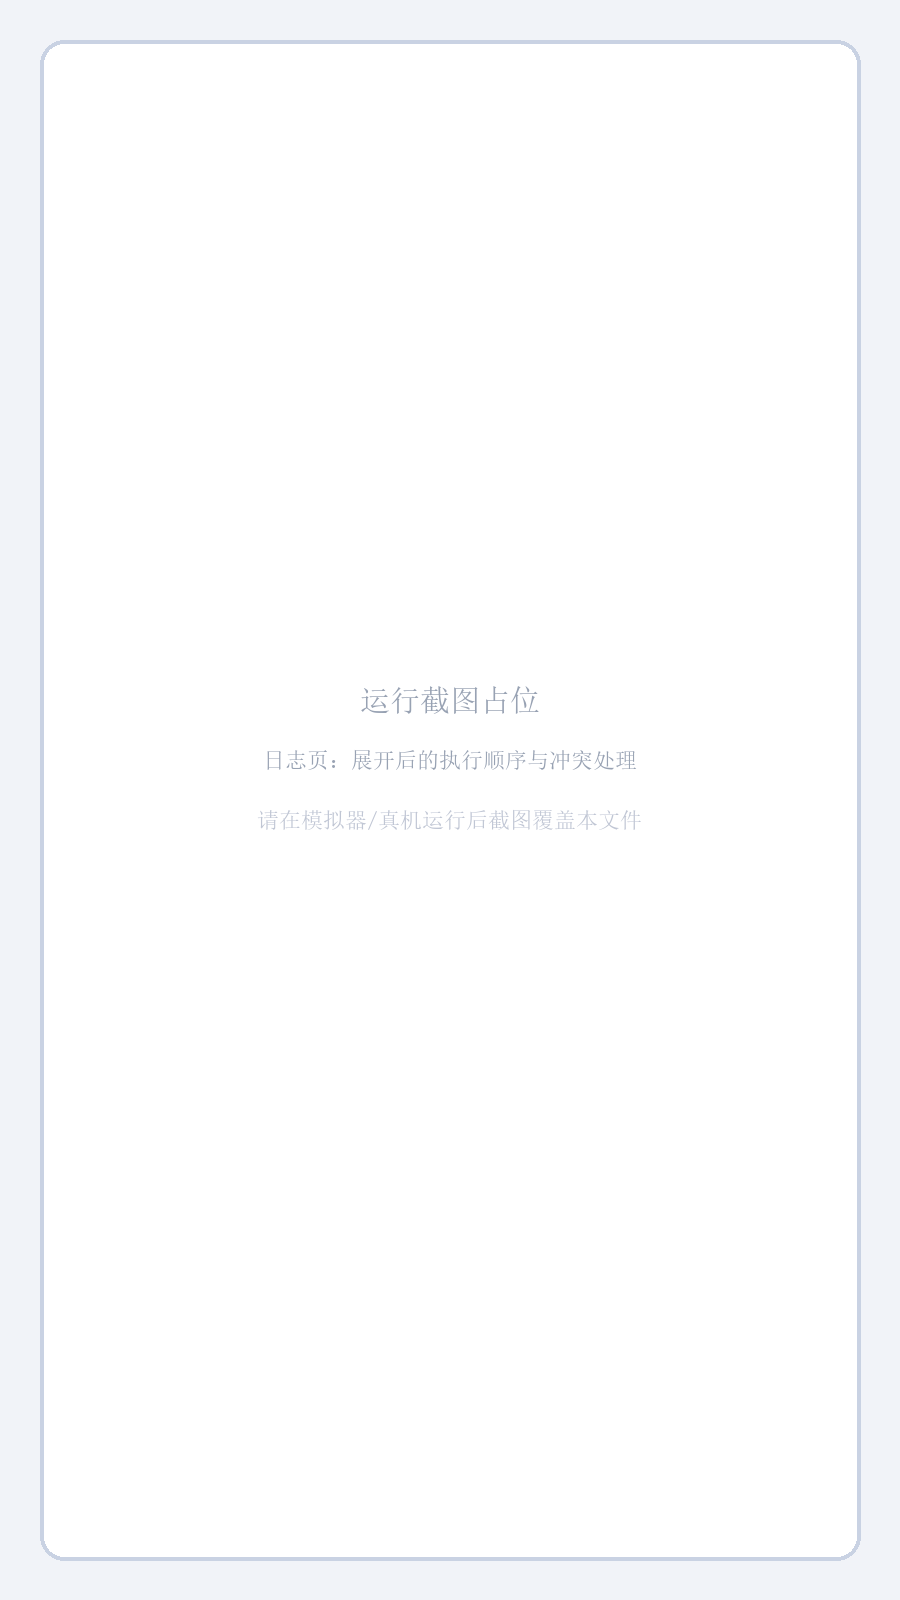 运行截图占位
日志页：展开后的执行顺序与冲突处理
请在模拟器/真机运行后截图覆盖本文件